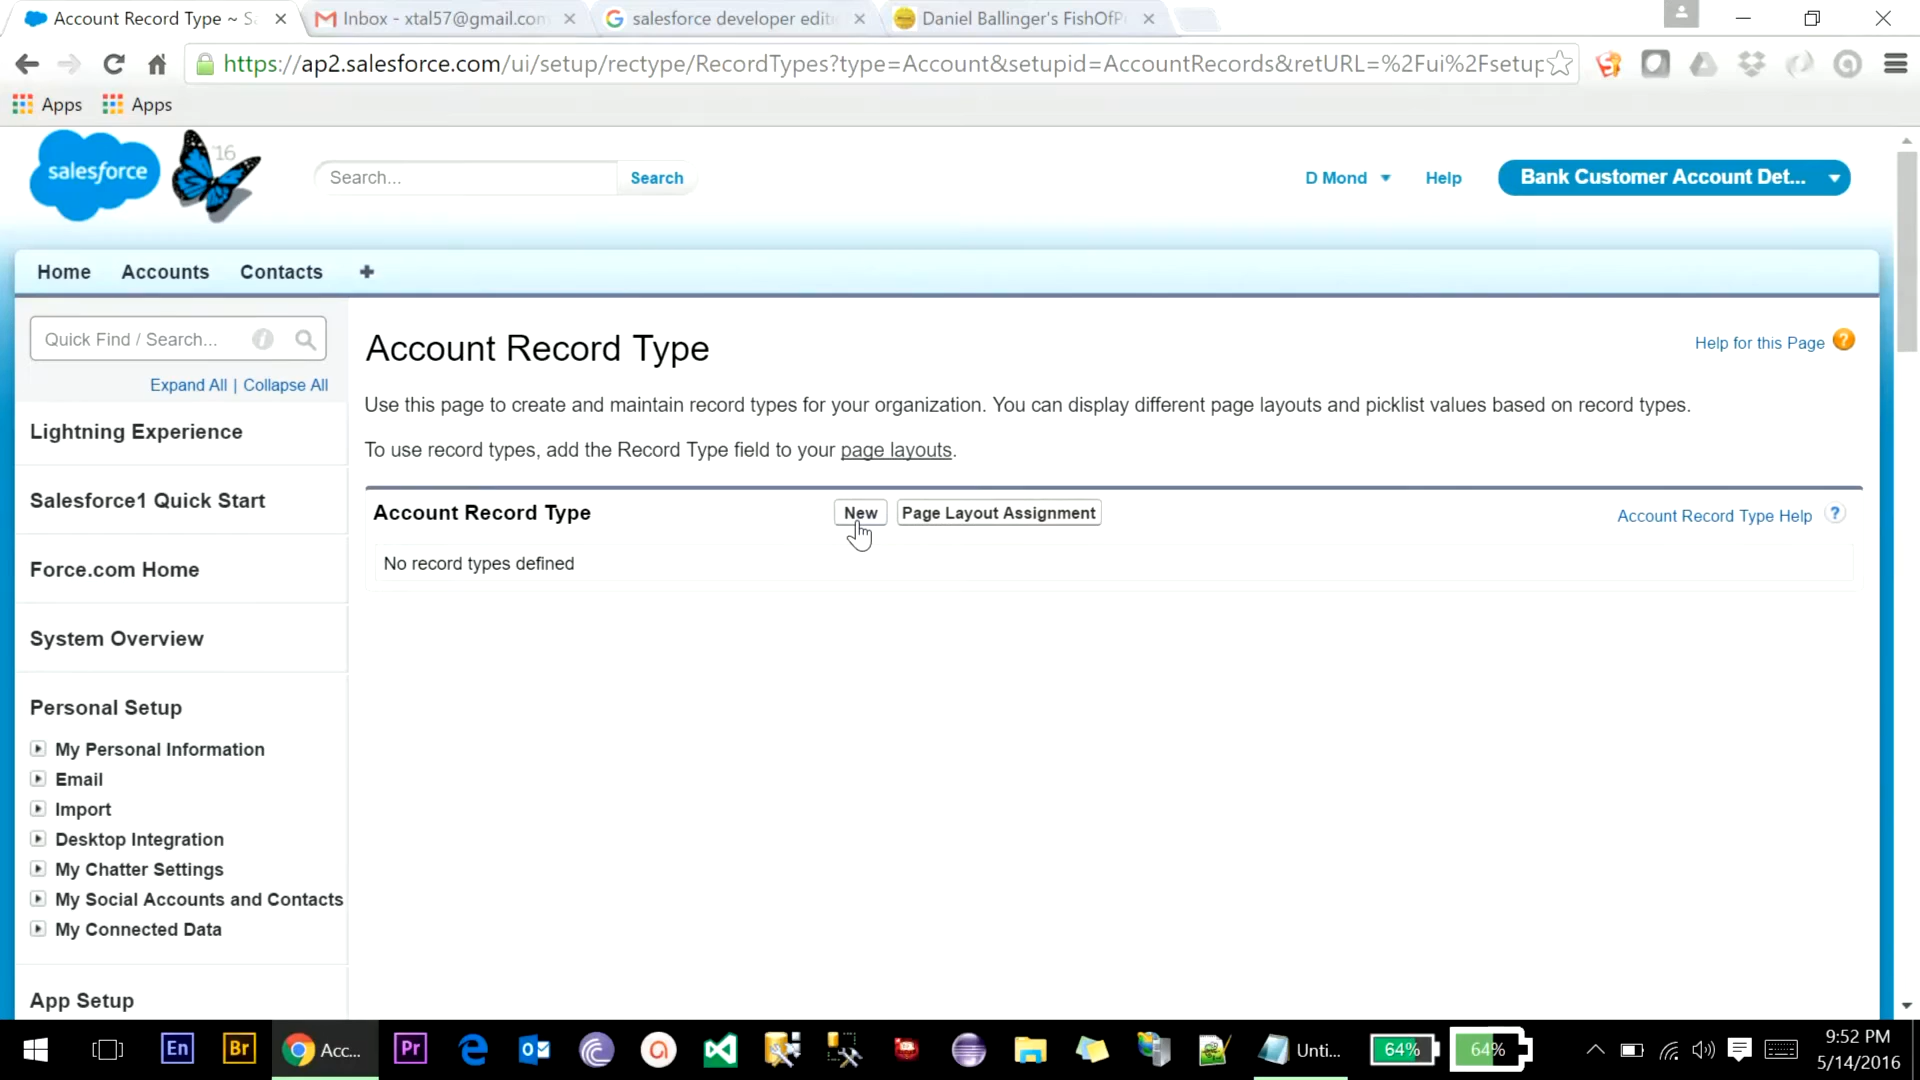 Account Record Type ~ S
Inbox - xtal57@gmail.com
salesforce developer editi
Daniel Ballinger's FishOfPr
https://ap2.salesforce.com/ui/setup/rectype/RecordTypes?type=Account&setupid=AccountRecords&retURL=%2Fui%2Fsetup
Apps
Apps
salesforce
'16
Search...
Search
D Mond
Help
Bank Customer Account Det...
Home
Accounts
Contacts
+
Quick Find / Search...
Expand All | Collapse All
Lightning Experience
Salesforce1 Quick Start
Force.com Home
System Overview
Personal Setup
My Personal Information
Email
Import
Desktop Integration
My Chatter Settings
My Social Accounts and Contacts
My Connected Data
App Setup
Account Record Type
Help for this Page ?
Use this page to create and maintain record types for your organization. You can display different page layouts and picklist values based on record types.
To use record types, add the Record Type field to your page layouts.
Account Record Type
New
Page Layout Assignment
Account Record Type Help ?
No record types defined
En
Br
Acc...
Pr
Unti...
64%
64%
9:52 PM
5/14/2016